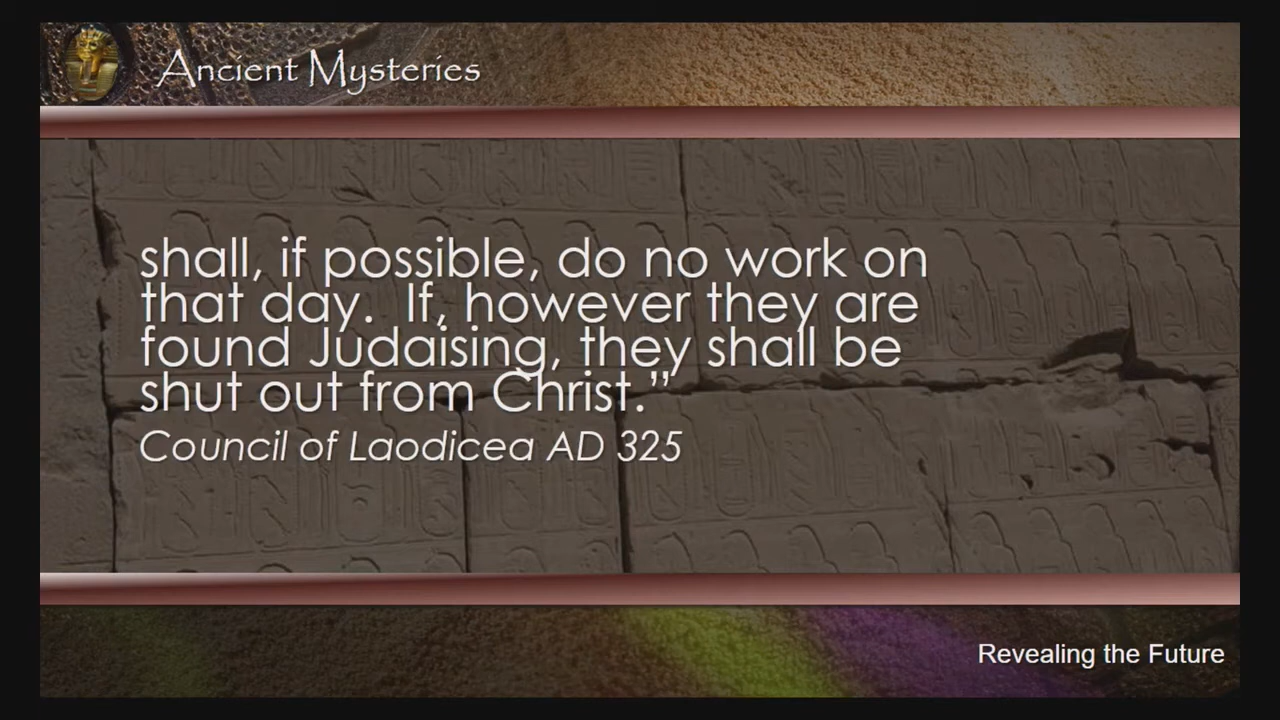 Ancient Mysteries
shall, if possible, do no work on
that day.  If, however they are
found Judaising, they shall be
shut out from Christ.”
Council of Laodicea AD 325
Revealing the Future